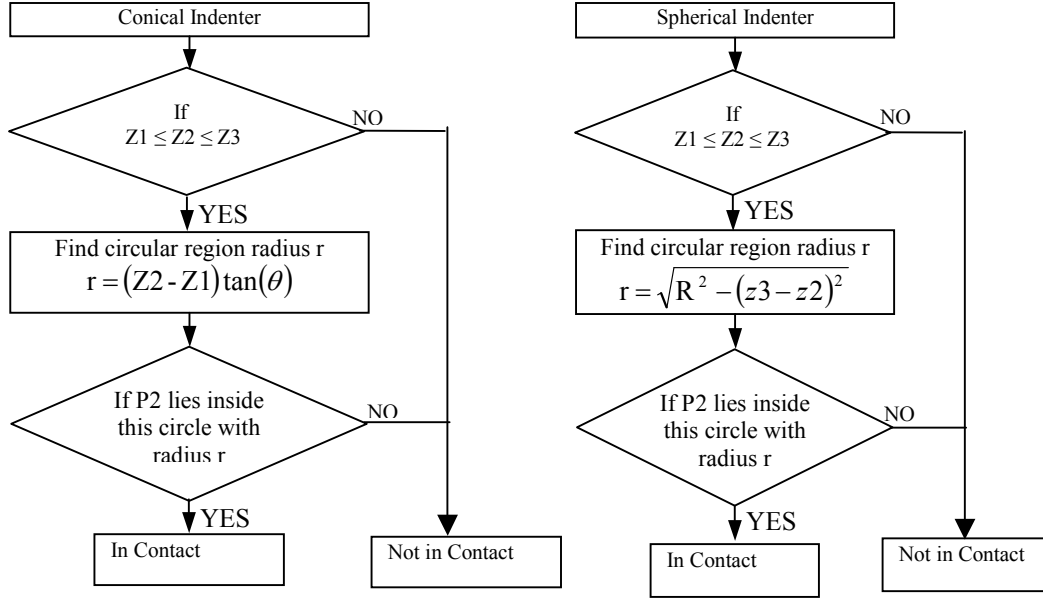 Conical Indenter
If
Z1 ≤ Z2 ≤ Z3
NO
YES
Find circular region radius r
r = (Z2 - Z1) tan(θ)
If P2 lies inside
this circle with
radius r
NO
YES
In Contact
Not in Contact
Spherical Indenter
If
Z1 ≤ Z2 ≤ Z3
NO
YES
Find circular region radius r
r = √(R² − (z3 − z2)²)
If P2 lies inside
this circle with
radius r
NO
YES
In Contact
Not in Contact